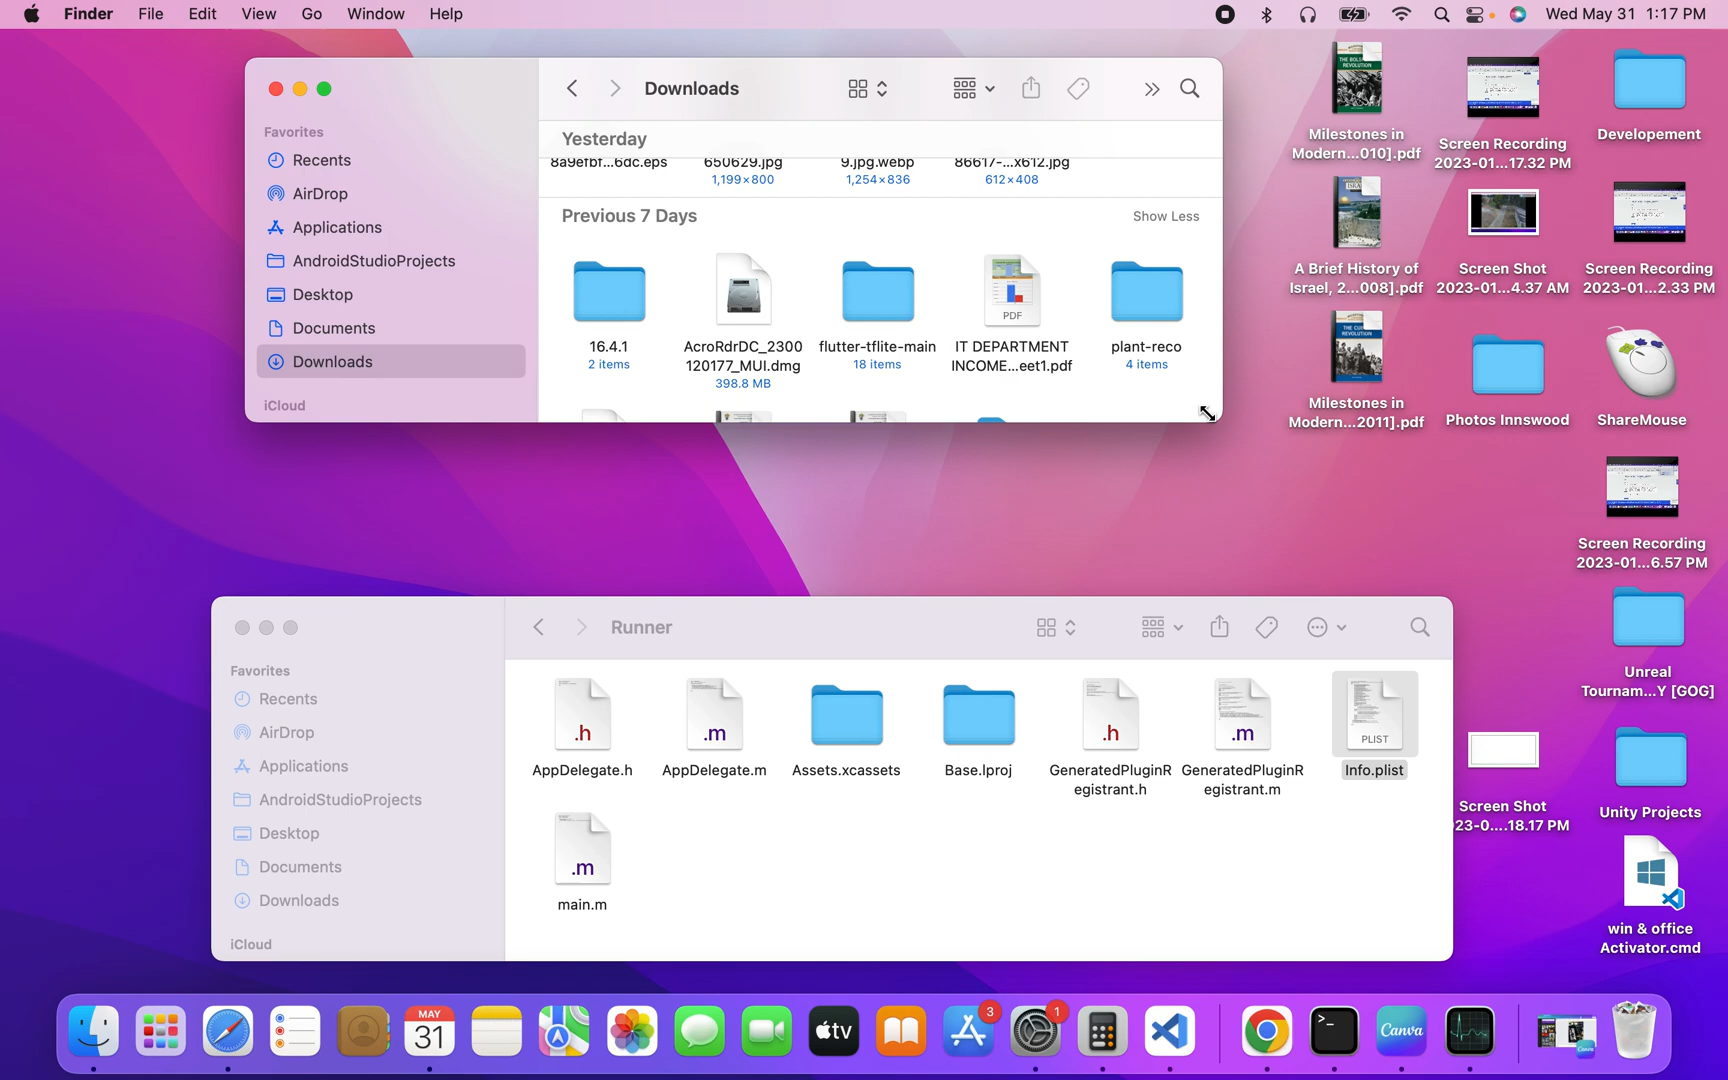 Finder File Edit View Go Window Help
Wed May 31 1:17 PM
Downloads
Favorites
Recents
AirDrop
Applications
AndroidStudioProjects
Desktop
Documents
Downloads
iCloud
Yesterday
8a9efbf...6dc.eps
650629.jpg
1,199×800
9.jpg.webp
1,254×836
86617-...x612.jpg
612×408
Previous 7 Days
Show Less
16.4.1
2 items
AcroRdrDC_2300
120177_MUI.dmg
398.8 MB
flutter-tflite-main
18 items
PDF
IT DEPARTMENT
INCOME...eet1.pdf
plant-reco
4 items
Runner
Favorites
Recents
AirDrop
Applications
AndroidStudioProjects
Desktop
Documents
Downloads
iCloud
.h
AppDelegate.h
.m
AppDelegate.m
Assets.xcassets
Base.lproj
.h
GeneratedPluginR
egistrant.h
.m
GeneratedPluginR
egistrant.m
PLIST
Info.plist
.m
main.m
Milestones in
Modern...010].pdf
Screen Recording
2023-01...17.32 PM
Developement
A Brief History of
Israel, 2...008].pdf
Screen Shot
2023-01...4.37 AM
Screen Recording
2023-01...2.33 PM
Milestones in
Modern...2011].pdf
Photos Innswood
ShareMouse
Screen Recording
2023-01...6.57 PM
Unreal
Tournam...Y [GOG]
Screen Shot
23-0....18.17 PM
Unity Projects
win & office
Activator.cmd
MAY
31
tv
3
1
Canva